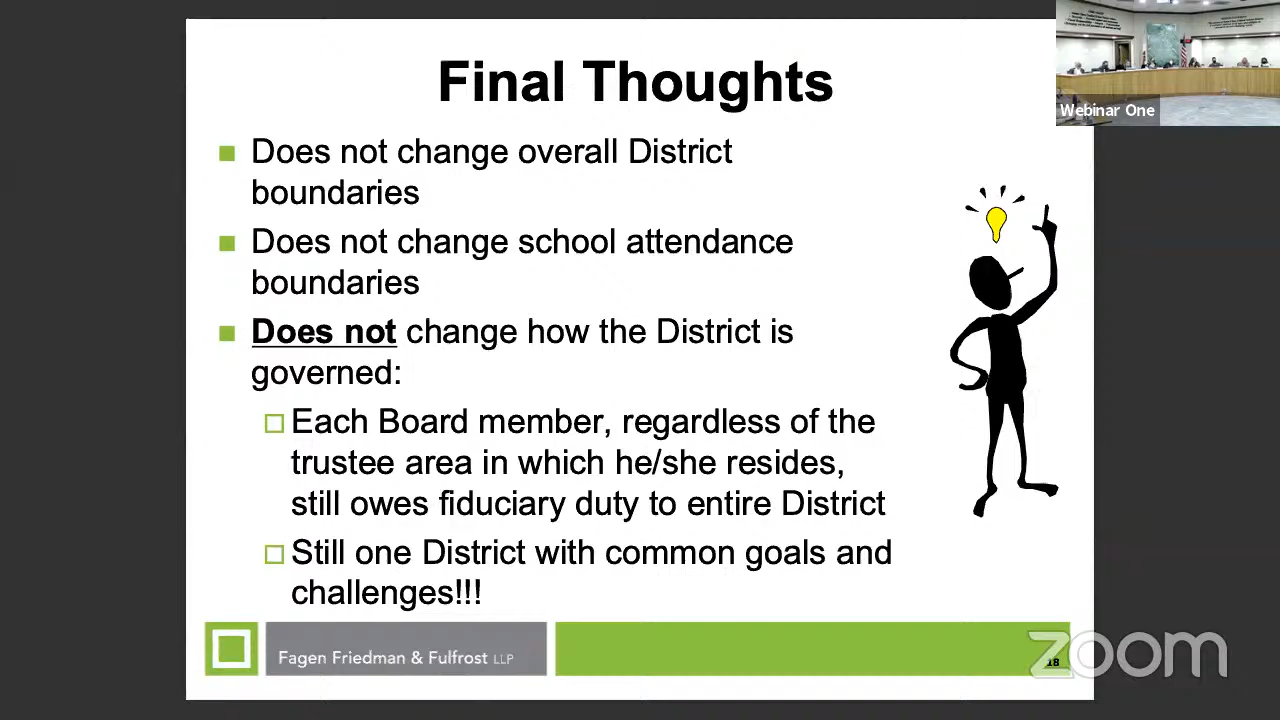 Final Thoughts
Does not change overall District
boundaries
Does not change school attendance
boundaries
Does not change how the District is
governed:
Each Board member, regardless of the
trustee area in which he/she resides,
still owes fiduciary duty to entire District
Still one District with common goals and
challenges!!!
Fagen Friedman & Fulfrost LLP
18
zoom
Webinar One